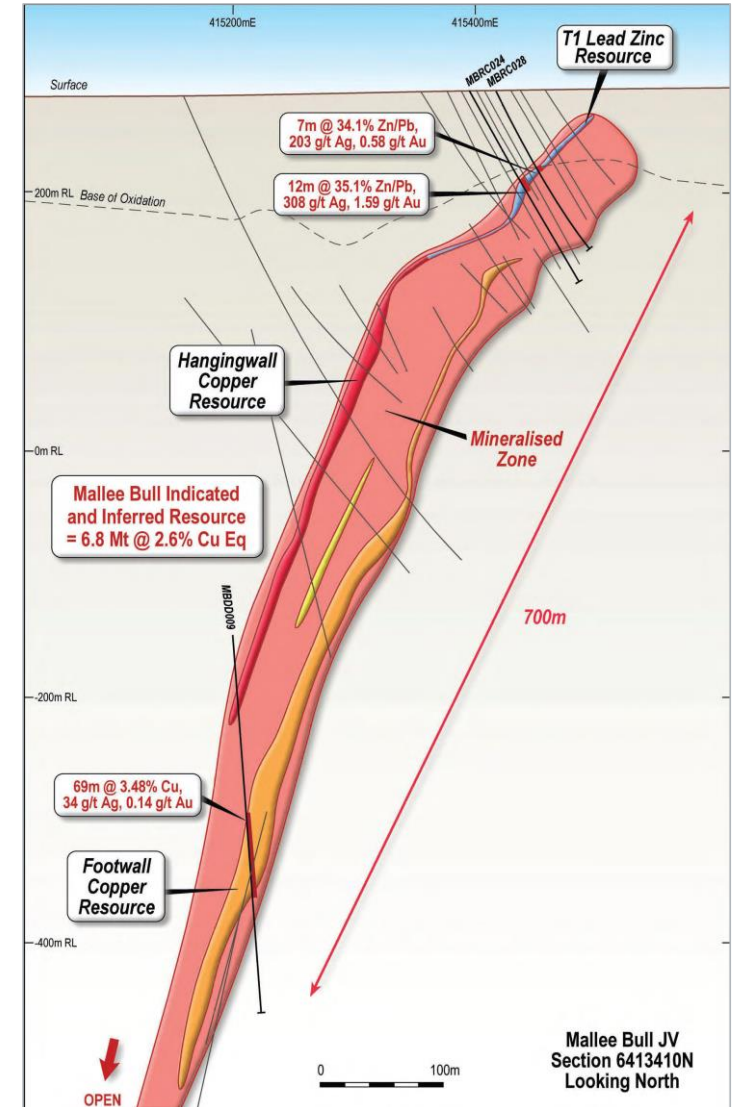 415200mE
415400mE
T1 Lead Zinc
Resource
MBRC024
MBRC028
Surface
7m @ 34.1% Zn/Pb,
203 g/t Ag, 0.58 g/t Au
12m @ 35.1% Zn/Pb,
308 g/t Ag, 1.59 g/t Au
200m RL
Base of Oxidation
Hangingwall
Copper
Resource
0m RL
Mineralised
Zone
Mallee Bull Indicated
and Inferred Resource
= 6.8 Mt @ 2.6% Cu Eq
MBDD009
700m
-200m RL
69m @ 3.48% Cu,
34 g/t Ag, 0.14 g/t Au
Footwall
Copper
Resource
-400m RL
OPEN
0
100m
Mallee Bull JV
Section 6413410N
Looking North